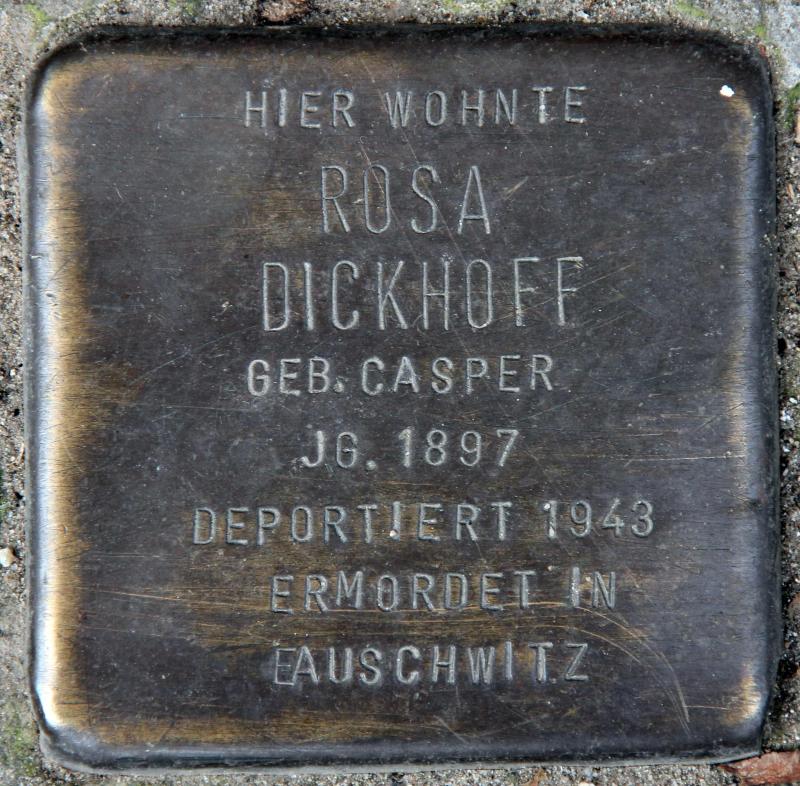 HIER WOHNTE
ROSA
DICKHOFF
GEB. CASPER
JG. 1897
DEPORTIERT 1943
ERMORDET IN
AUSCHWITZ